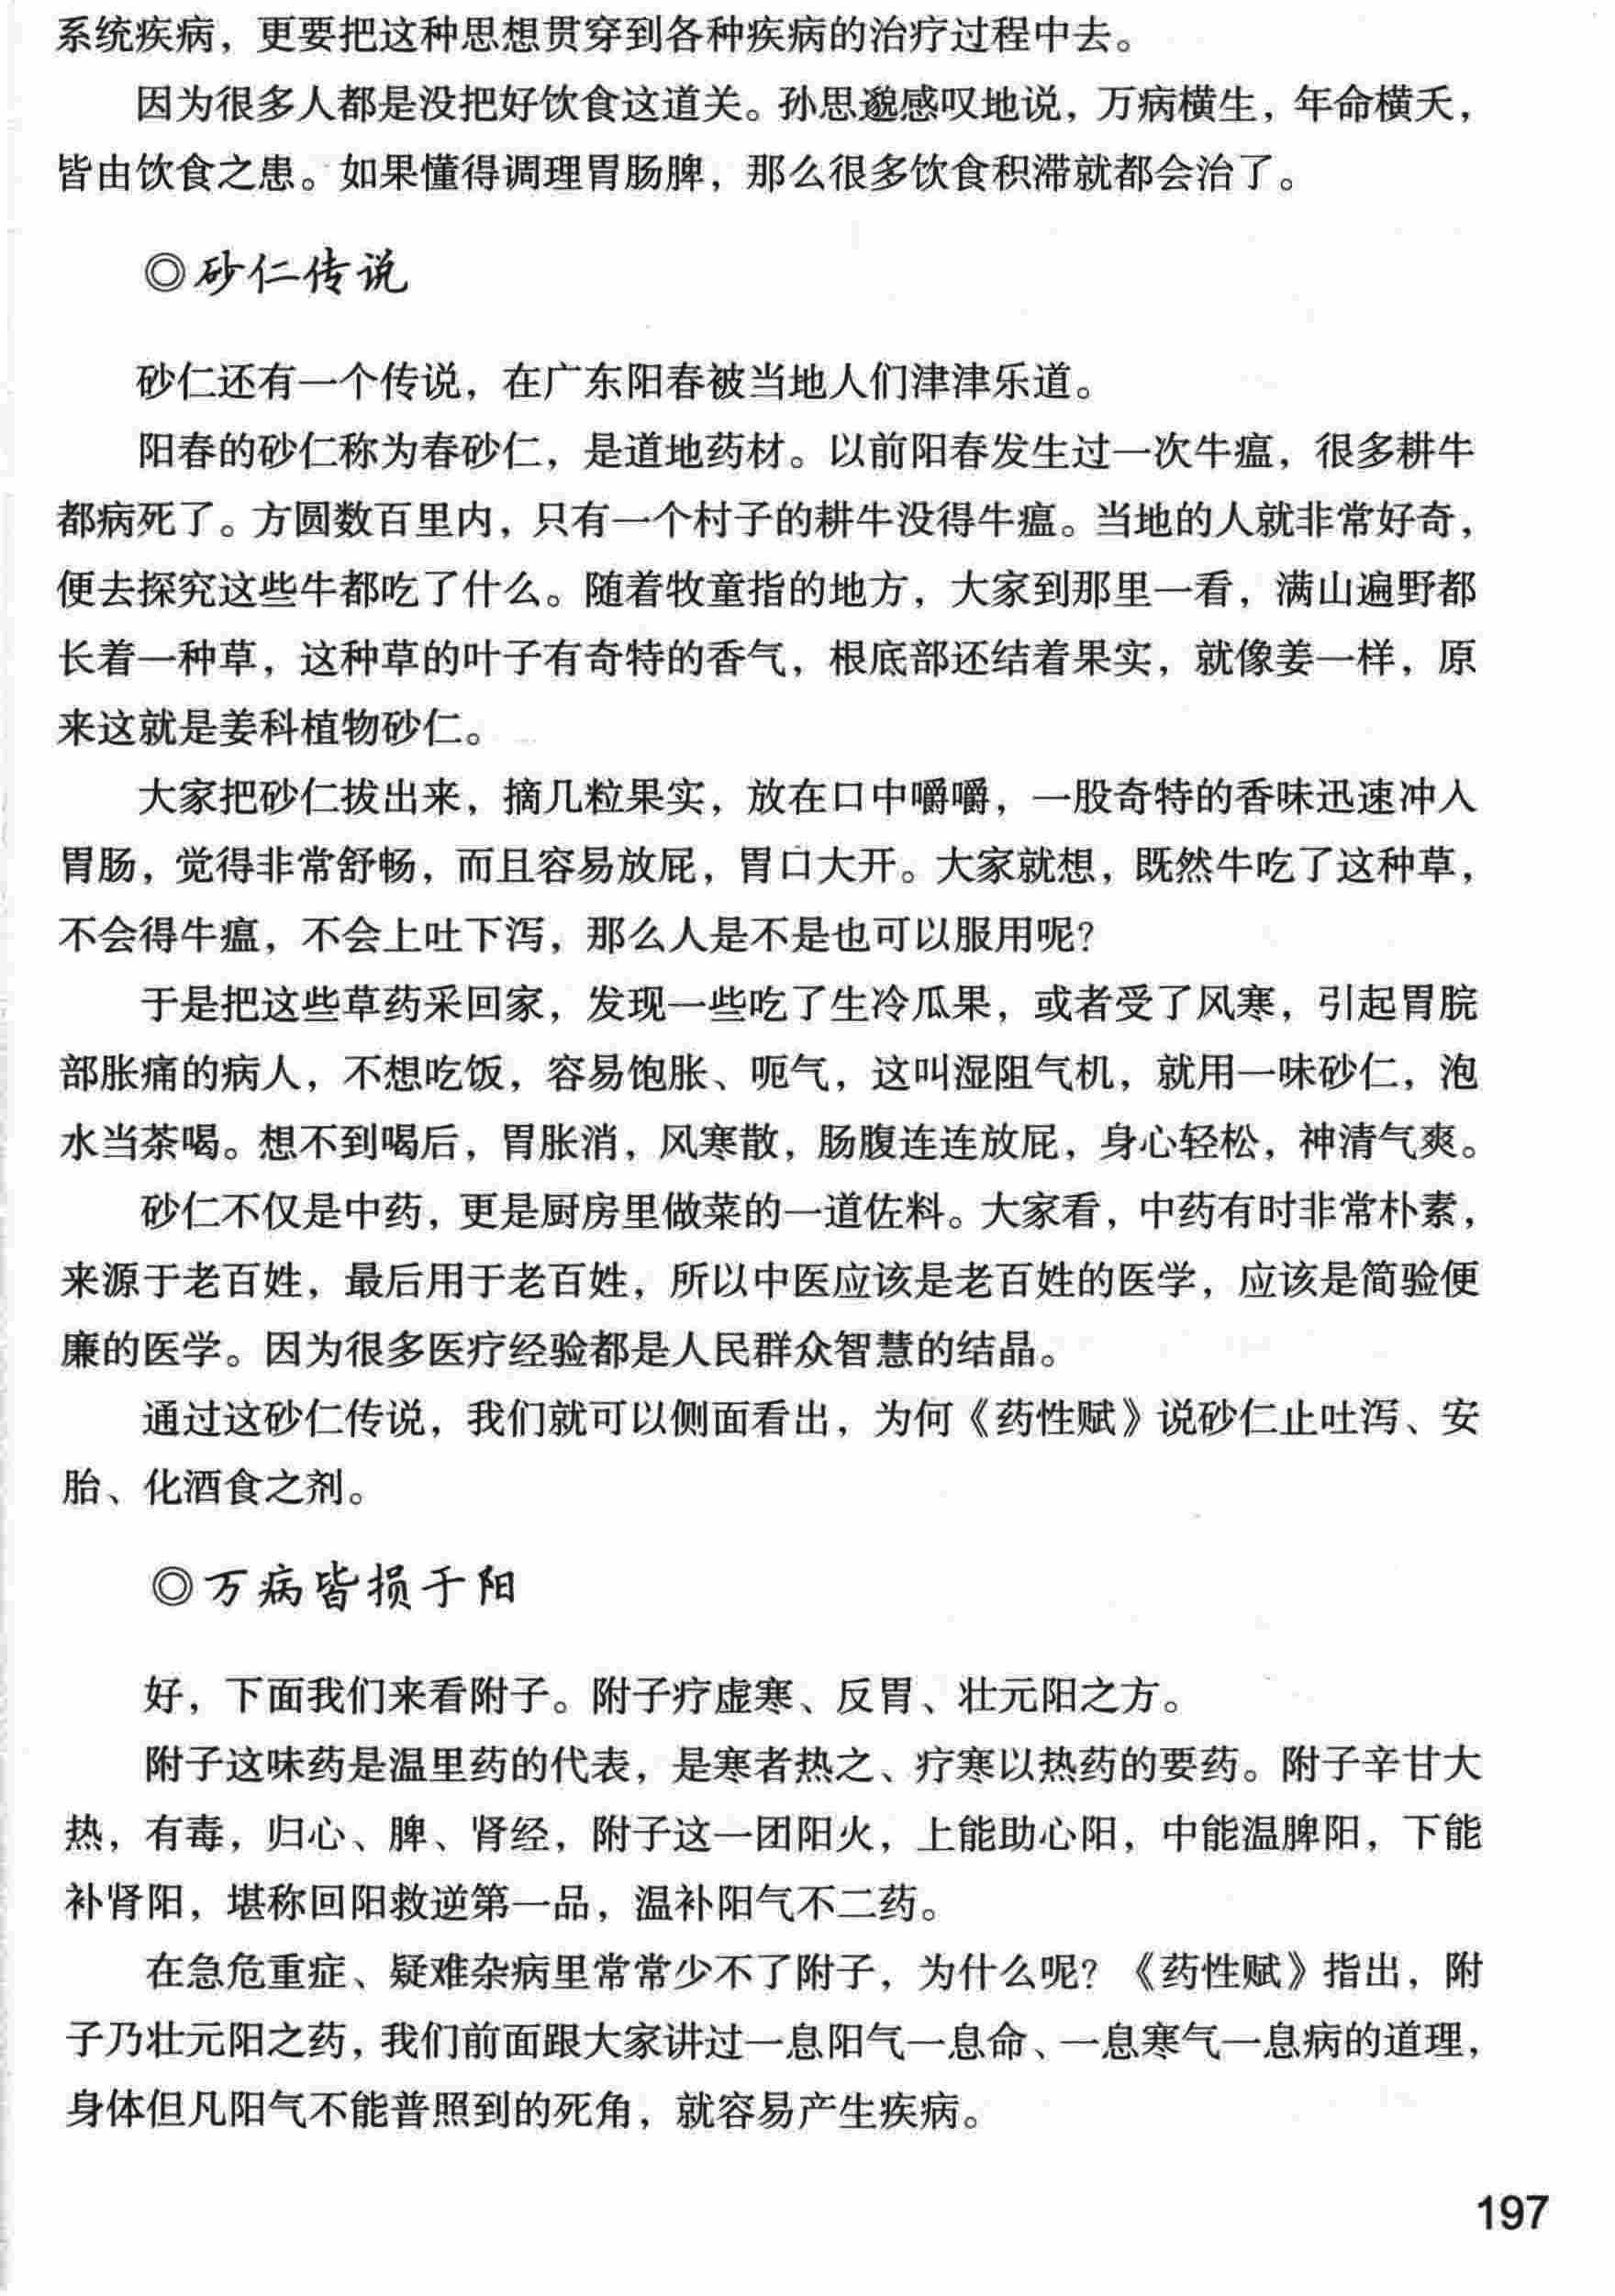 系统疾病，更要把这种思想贯穿到各种疾病的治疗过程中去。
因为很多人都是没把好饮食这道关。孙思邈感叹地说，万病横生，年命横夭，
皆由饮食之患。如果懂得调理胃肠脾，那么很多饮食积滞就都会治了。
◎砂仁传说
砂仁还有一个传说，在广东阳春被当地人们津津乐道。
阳春的砂仁称为春砂仁，是道地药材。以前阳春发生过一次牛瘟，很多耕牛
都病死了。方圆数百里内，只有一个村子的耕牛没得牛瘟。当地的人就非常好奇，
便去探究这些牛都吃了什么。随着牧童指的地方，大家到那里一看，满山遍野都
长着一种草，这种草的叶子有奇特的香气，根底部还结着果实，就像姜一样，原
来这就是姜科植物砂仁。
大家把砂仁拔出来，摘几粒果实，放在口中嚼嚼，一股奇特的香味迅速冲入
胃肠，觉得非常舒畅，而且容易放屁，胃口大开。大家就想，既然牛吃了这种草，
不会得牛瘟，不会上吐下泻，那么人是不是也可以服用呢？
于是把这些草药采回家，发现一些吃了生冷瓜果，或者受了风寒，引起胃脘
部胀痛的病人，不想吃饭，容易饱胀、呃气，这叫湿阻气机，就用一味砂仁，泡
水当茶喝。想不到喝后，胃胀消，风寒散，肠腹连连放屁，身心轻松，神清气爽。
砂仁不仅是中药，更是厨房里做菜的一道佐料。大家看，中药有时非常朴素，
来源于老百姓，最后用于老百姓，所以中医应该是老百姓的医学，应该是简验便
廉的医学。因为很多医疗经验都是人民群众智慧的结晶。
通过这砂仁传说，我们就可以侧面看出，为何《药性赋》说砂仁止吐泻、安
胎、化酒食之剂。
◎万病皆损于阳
好，下面我们来看附子。附子疗虚寒、反胃、壮元阳之方。
附子这味药是温里药的代表，是寒者热之、疗寒以热药的要药。附子辛甘大
热，有毒，归心、脾、肾经，附子这一团阳火，上能助心阳，中能温脾阳，下能
补肾阳，堪称回阳救逆第一品，温补阳气不二药。
在急危重症、疑难杂病里常常少不了附子，为什么呢？《药性赋》指出，附
子乃壮元阳之药，我们前面跟大家讲过一息阳气一息命、一息寒气一息病的道理，
身体但凡阳气不能普照到的死角，就容易产生疾病。
197